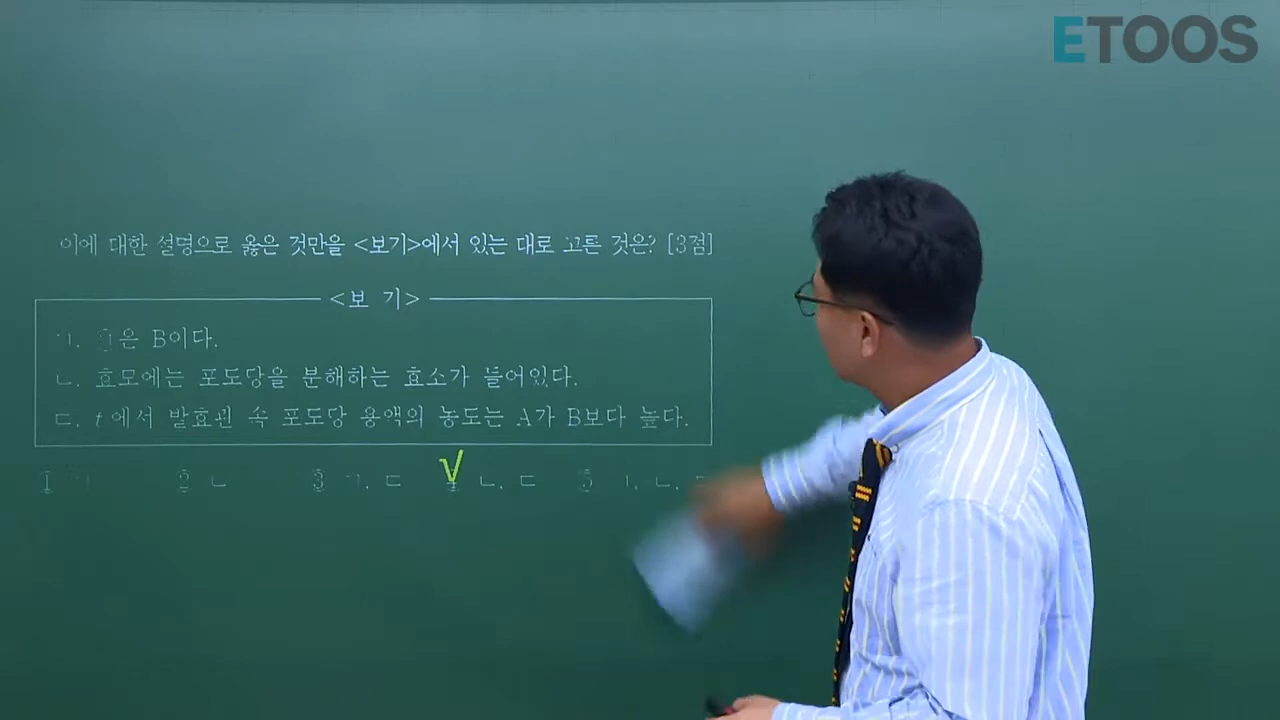 ETOOS
이에 대한 설명으로 옳은 것만을 <보기>에서 있는 대로 고른 것은? [3점]
<보 기>
ㄱ. ㉠은 B이다.
ㄴ. 효모에는 포도당을 분해하는 효소가 들어있다.
ㄷ. t에서 발효관 속 포도당 용액의 농도는 A가 B보다 높다.
① ㄱ ② ㄴ ③ ㄱ, ㄷ ④ ㄴ, ㄷ ⑤ ㄱ, ㄴ, ㄷ